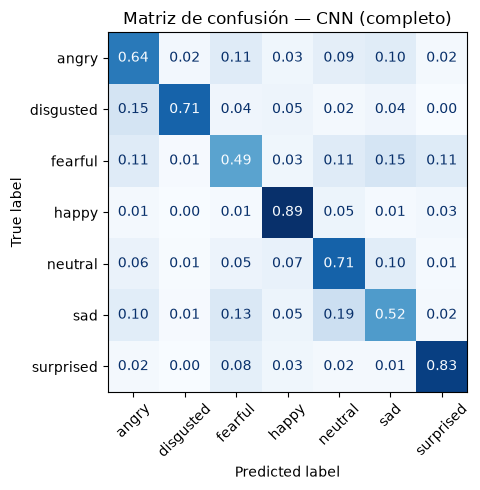 Matriz de confusión — CNN (completo)
True label
angry 0.64 0.02 0.11 0.03 0.09 0.10 0.02
disgusted 0.15 0.71 0.04 0.05 0.02 0.04 0.00
fearful 0.11 0.01 0.49 0.03 0.11 0.15 0.11
happy 0.01 0.00 0.01 0.89 0.05 0.01 0.03
neutral 0.06 0.01 0.05 0.07 0.71 0.10 0.01
sad 0.10 0.01 0.13 0.05 0.19 0.52 0.02
surprised 0.02 0.00 0.08 0.03 0.02 0.01 0.83
angry disgusted fearful happy neutral sad surprised
Predicted label